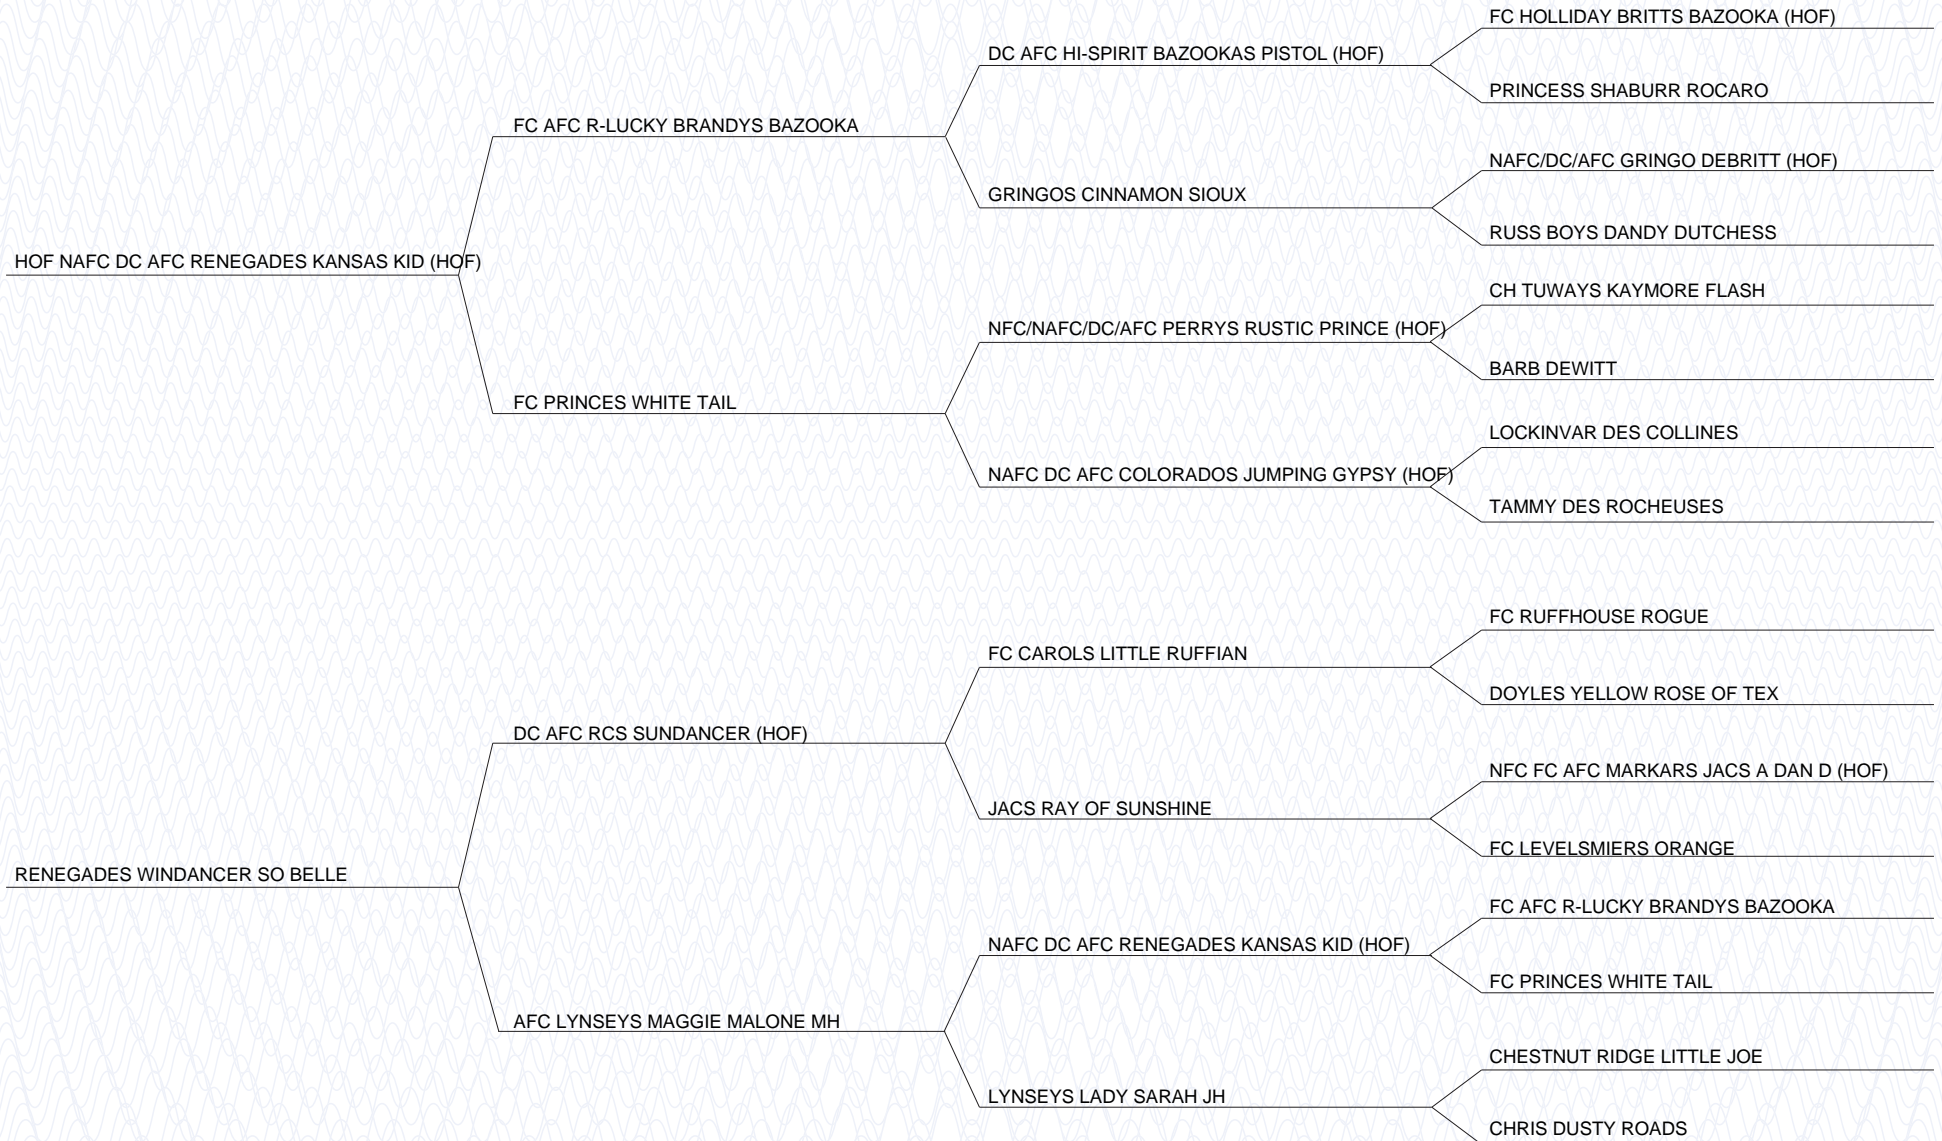 FC HOLLIDAY BRITTS BAZOOKA (HOF)
DC AFC HI-SPIRIT BAZOOKAS PISTOL (HOF)
PRINCESS SHABURR ROCARO
FC AFC R-LUCKY BRANDYS BAZOOKA
NAFC/DC/AFC GRINGO DEBRITT (HOF)
GRINGOS CINNAMON SIOUX
RUSS BOYS DANDY DUTCHESS
HOF NAFC DC AFC RENEGADES KANSAS KID (HOF)
CH TUWAYS KAYMORE FLASH
NFC/NAFC/DC/AFC PERRYS RUSTIC PRINCE (HOF)
BARB DEWITT
FC PRINCES WHITE TAIL
LOCKINVAR DES COLLINES
NAFC DC AFC COLORADOS JUMPING GYPSY (HOF)
TAMMY DES ROCHEUSES
FC RUFFHOUSE ROGUE
FC CAROLS LITTLE RUFFIAN
DOYLES YELLOW ROSE OF TEX
DC AFC RCS SUNDANCER (HOF)
NFC FC AFC MARKARS JACS A DAN D (HOF)
JACS RAY OF SUNSHINE
FC LEVELSMIERS ORANGE
RENEGADES WINDANCER SO BELLE
FC AFC R-LUCKY BRANDYS BAZOOKA
NAFC DC AFC RENEGADES KANSAS KID (HOF)
FC PRINCES WHITE TAIL
AFC LYNSEYS MAGGIE MALONE MH
CHESTNUT RIDGE LITTLE JOE
LYNSEYS LADY SARAH JH
CHRIS DUSTY ROADS